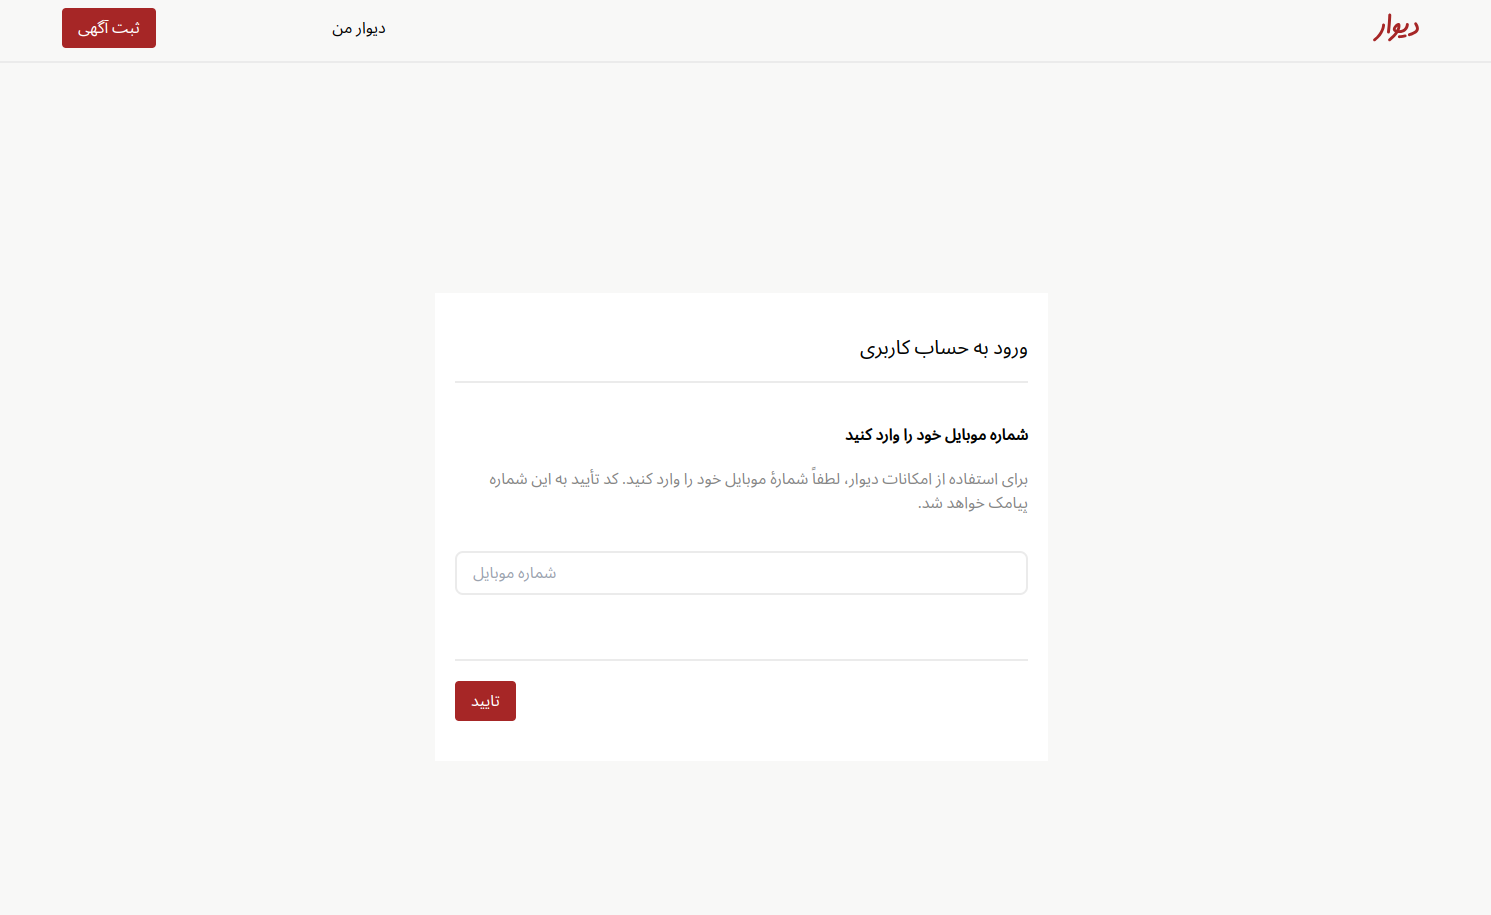 دیوار
دیوار من
ثبت آگهی
ورود به حساب کاربری
شماره موبایل خود را وارد کنید
برای استفاده از امکانات دیوار، لطفاً شمارهٔ موبایل خود را وارد کنید. کد تأیید به این شماره
پیامک خواهد شد.
شماره موبایل
تایید